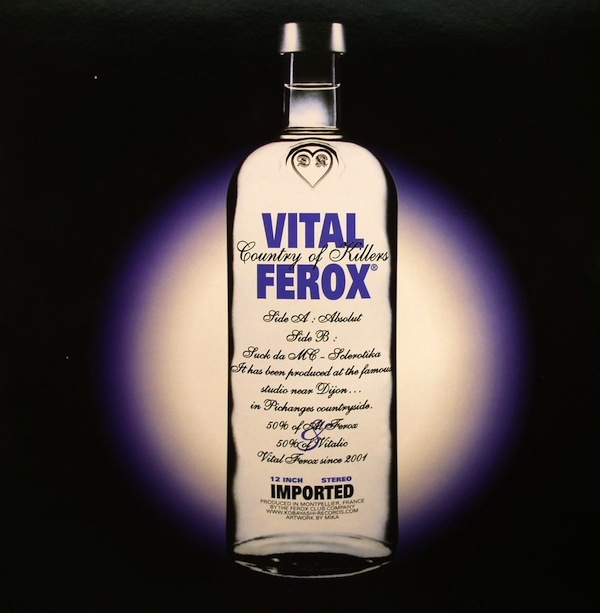 D R
VITAL
Country of Killers
FEROX®
Side A : Absolut
Side B :
Suck da MC - Sclerotika
It has been produced at the famous
studio near Dijon...
in Pichanges countryside.
50% of Al Ferox
&
50% of Vitalic
Vital Ferox since 2001
12 INCH STEREO
IMPORTED
PRODUCED IN MONTPELLIER, FRANCE
BY THE FEROX CLUB COMPANY
WWW.KOBAYASHI-RECORDS.COM
ARTWORK BY MIKA